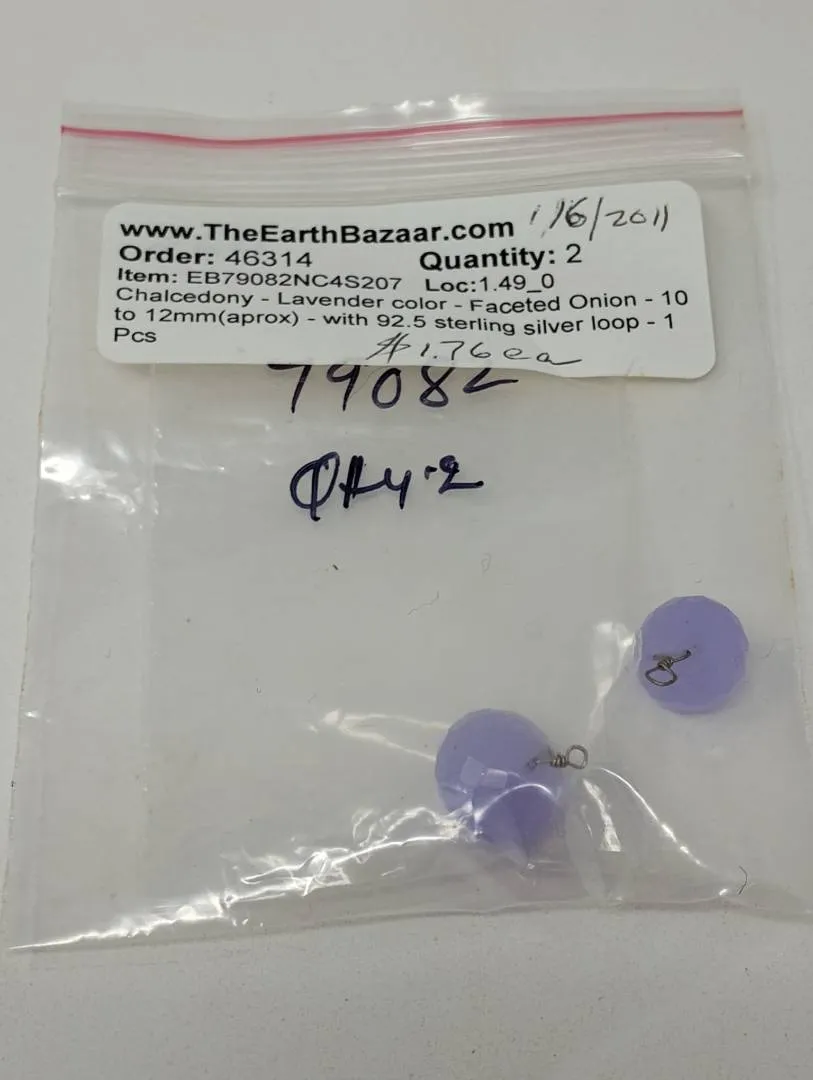 www.TheEarthBazaar.com 1/6/2011
Order: 46314 Quantity: 2
Item: EB79082NC4S207 Loc:1.49_0
Chalcedony - Lavender color - Faceted Onion - 10
to 12mm(aprox) - with 92.5 sterling silver loop - 1
Pcs
$1.76 ea
79082
Qty-2